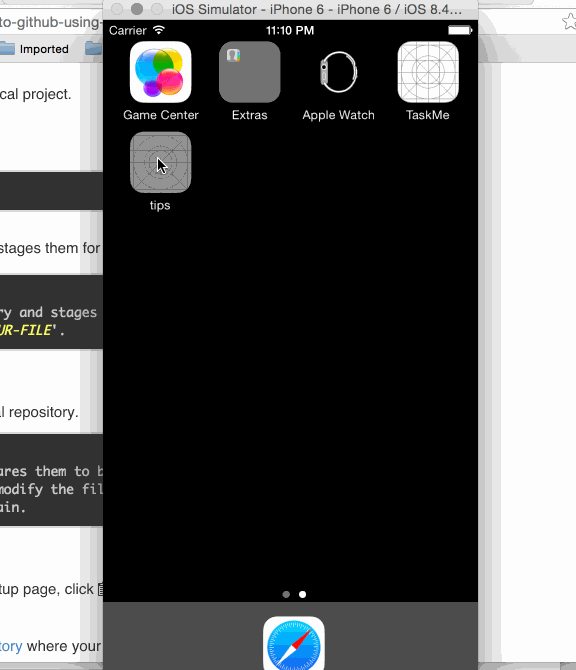 iOS Simulator - iPhone 6 - iPhone 6 / iOS 8.4...
to-github-using-
Carrier 11:10 PM
Imported
cal project.
Game Center Extras Apple Watch TaskMe
tips
stages them for
ry and stages
UR-FILE'.
al repository.
ares them to b
modify the fil
ain.
tup page, click
tory where your